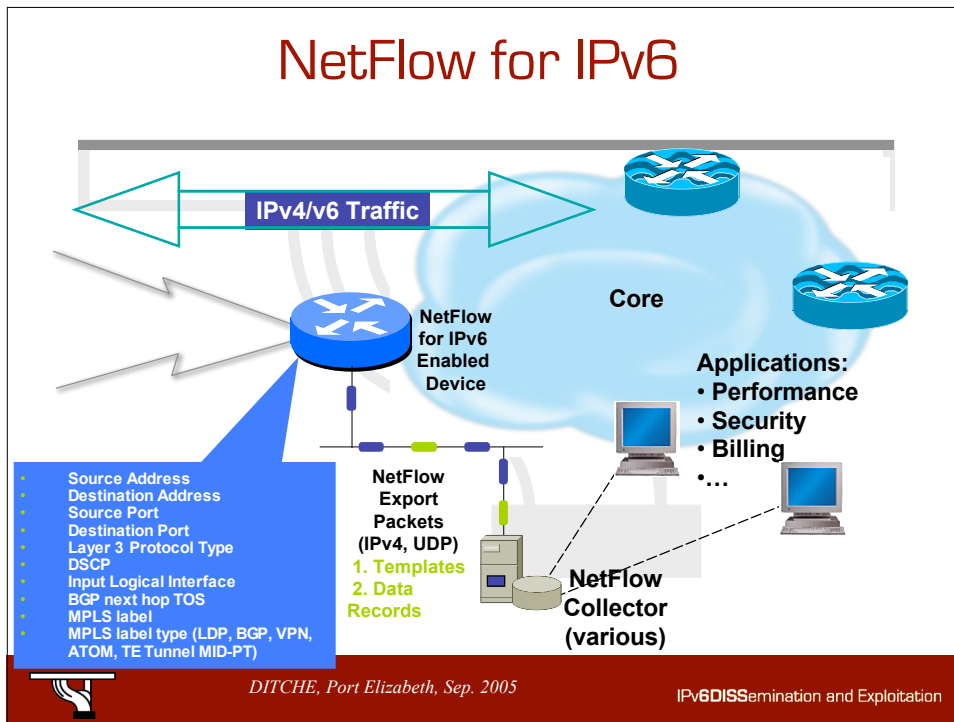 NetFlow for IPv6
IPv4/v6 Traffic
Core
NetFlow
for IPv6
Enabled
Device
Applications:
• Performance
• Security
• Billing
•…
• Source Address
• Destination Address
• Source Port
• Destination Port
• Layer 3 Protocol Type
• DSCP
• Input Logical Interface
• BGP next hop TOS
• MPLS label
• MPLS label type (LDP, BGP, VPN,
ATOM, TE Tunnel MID-PT)
NetFlow
Export
Packets
(IPv4, UDP)
1. Templates
2. Data
Records
NetFlow
Collector
(various)
DITCHE, Port Elizabeth, Sep. 2005
IPv6DISSemination and Exploitation